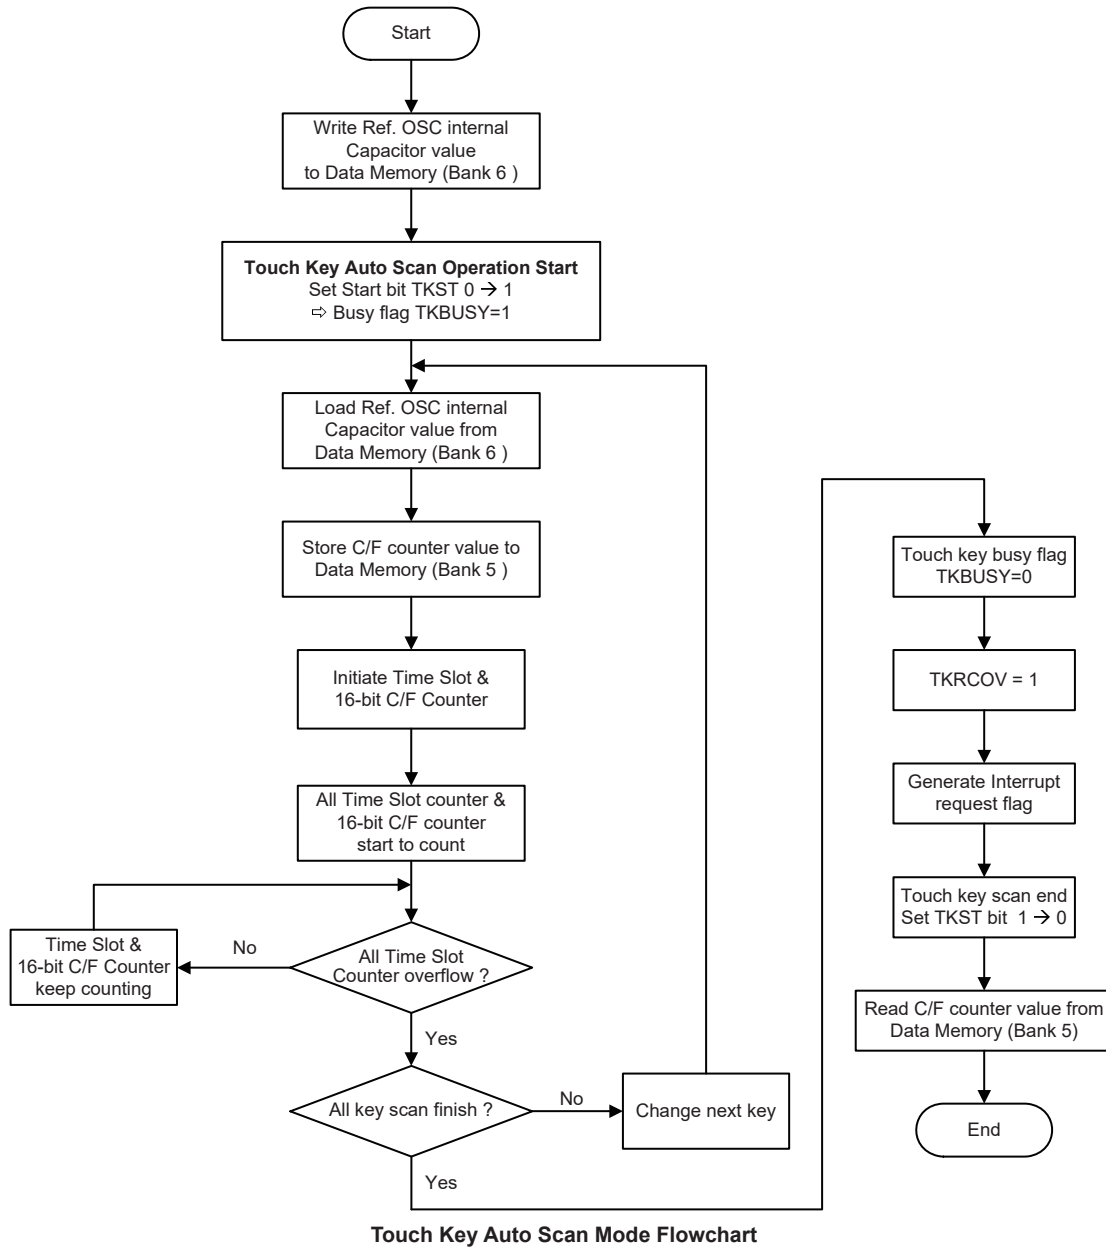 Start
Write Ref. OSC internal
Capacitor value
to Data Memory (Bank 6 )
Touch Key Auto Scan Operation Start
Set Start bit TKST 0 → 1
⇨ Busy flag TKBUSY=1
Load Ref. OSC internal
Capacitor value from
Data Memory (Bank 6 )
Store C/F counter value to
Data Memory (Bank 5 )
Initiate Time Slot &
16-bit C/F Counter
All Time Slot counter &
16-bit C/F counter
start to count
All Time Slot
Counter overflow ?
No
Time Slot &
16-bit C/F Counter
keep counting
Yes
All key scan finish ?
No
Change next key
Yes
Touch key busy flag
TKBUSY=0
TKRCOV = 1
Generate Interrupt
request flag
Touch key scan end
Set TKST bit 1 → 0
Read C/F counter value from
Data Memory (Bank 5)
End
Touch Key Auto Scan Mode Flowchart